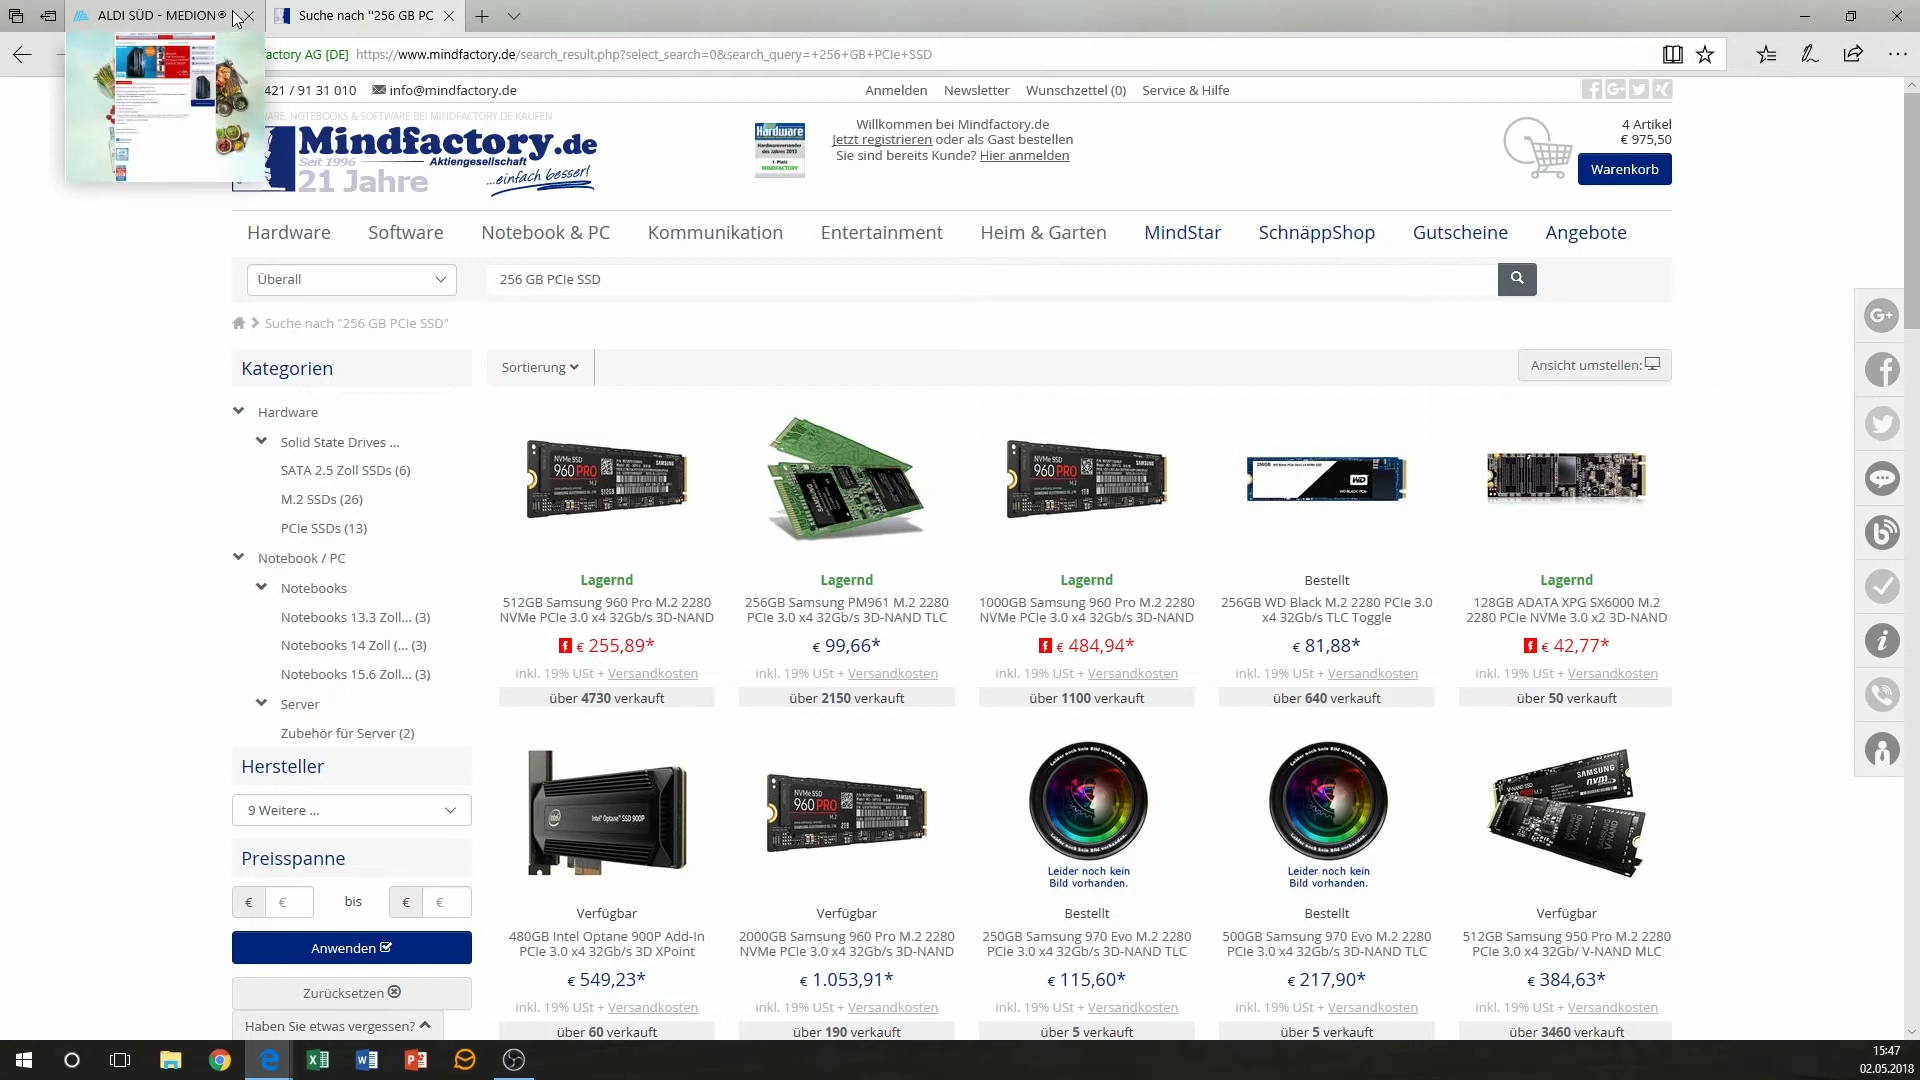 ALDI SÜD - MEDION®
Suche nach "256 GB PC
factory AG [DE] https://www.mindfactory.de/search_result.php?select_search=0&search_query=+256+GB+PCIe+SSD
421 / 91 31 010 info@mindfactory.de
Anmelden Newsletter Wunschzettel (0) Service & Hilfe
WARE, NOTEBOOKS & SOFTWARE BEI MINDFACTORY.DE KAUFEN
Mindfactory.de
Seit 1996 Aktiengesellschaft
21 Jahre ...einfach besser!
Hardware
Hardwareversender
des Jahres 2013
1. Platz
MINDFACTORY
Willkommen bei Mindfactory.de
Jetzt registrieren oder als Gast bestellen
Sie sind bereits Kunde? Hier anmelden
4 Artikel
€ 975,50
Warenkorb
Hardware Software Notebook & PC Kommunikation Entertainment Heim & Garten MindStar SchnäppShop Gutscheine Angebote
Überall
256 GB PCIe SSD
Suche nach "256 GB PCIe SSD"
Kategorien
Hardware
Solid State Drives ...
SATA 2.5 Zoll SSDs (6)
M.2 SSDs (26)
PCIe SSDs (13)
Notebook / PC
Notebooks
Notebooks 13.3 Zoll... (3)
Notebooks 14 Zoll (... (3)
Notebooks 15.6 Zoll... (3)
Server
Zubehör für Server (2)
Hersteller
9 Weitere ...
Preisspanne
€ € bis € €
Anwenden
Zurücksetzen
Haben Sie etwas vergessen?
Sortierung
Ansicht umstellen:
Lagernd
512GB Samsung 960 Pro M.2 2280
NVMe PCIe 3.0 x4 32Gb/s 3D-NAND
€ 255,89*
inkl. 19% USt + Versandkosten
über 4730 verkauft
Lagernd
256GB Samsung PM961 M.2 2280
PCIe 3.0 x4 32Gb/s 3D-NAND TLC
€ 99,66*
inkl. 19% USt + Versandkosten
über 2150 verkauft
Lagernd
1000GB Samsung 960 Pro M.2 2280
NVMe PCIe 3.0 x4 32Gb/s 3D-NAND
€ 484,94*
inkl. 19% USt + Versandkosten
über 1100 verkauft
Bestellt
256GB WD Black M.2 2280 PCIe 3.0
x4 32Gb/s TLC Toggle
€ 81,88*
inkl. 19% USt + Versandkosten
über 640 verkauft
Lagernd
128GB ADATA XPG SX6000 M.2
2280 PCIe NVMe 3.0 x2 3D-NAND
€ 42,77*
inkl. 19% USt + Versandkosten
über 50 verkauft
Verfügbar
480GB Intel Optane 900P Add-In
PCIe 3.0 x4 32Gb/s 3D XPoint
€ 549,23*
inkl. 19% USt + Versandkosten
über 60 verkauft
Verfügbar
2000GB Samsung 960 Pro M.2 2280
NVMe PCIe 3.0 x4 32Gb/s 3D-NAND
€ 1.053,91*
inkl. 19% USt + Versandkosten
über 190 verkauft
Leider noch kein
Bild vorhanden.
Bestellt
250GB Samsung 970 Evo M.2 2280
PCIe 3.0 x4 32Gb/s 3D-NAND TLC
€ 115,60*
inkl. 19% USt + Versandkosten
über 5 verkauft
Leider noch kein
Bild vorhanden.
Bestellt
500GB Samsung 970 Evo M.2 2280
PCIe 3.0 x4 32Gb/s 3D-NAND TLC
€ 217,90*
inkl. 19% USt + Versandkosten
über 5 verkauft
Verfügbar
512GB Samsung 950 Pro M.2 2280
PCIe 3.0 x4 32Gb/ V-NAND MLC
€ 384,63*
inkl. 19% USt + Versandkosten
über 3460 verkauft
15:47
02.05.2018